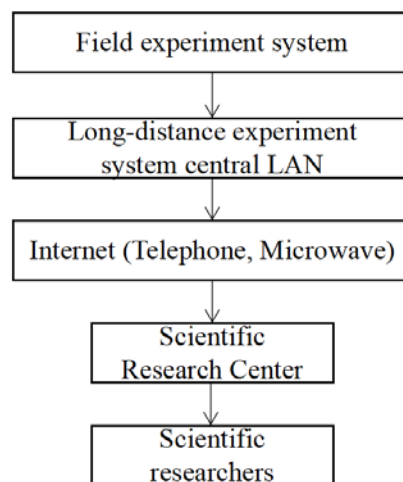 Field experiment system
Long-distance experiment
system central LAN
Internet (Telephone, Microwave)
Scientific
Research Center
Scientific
researchers